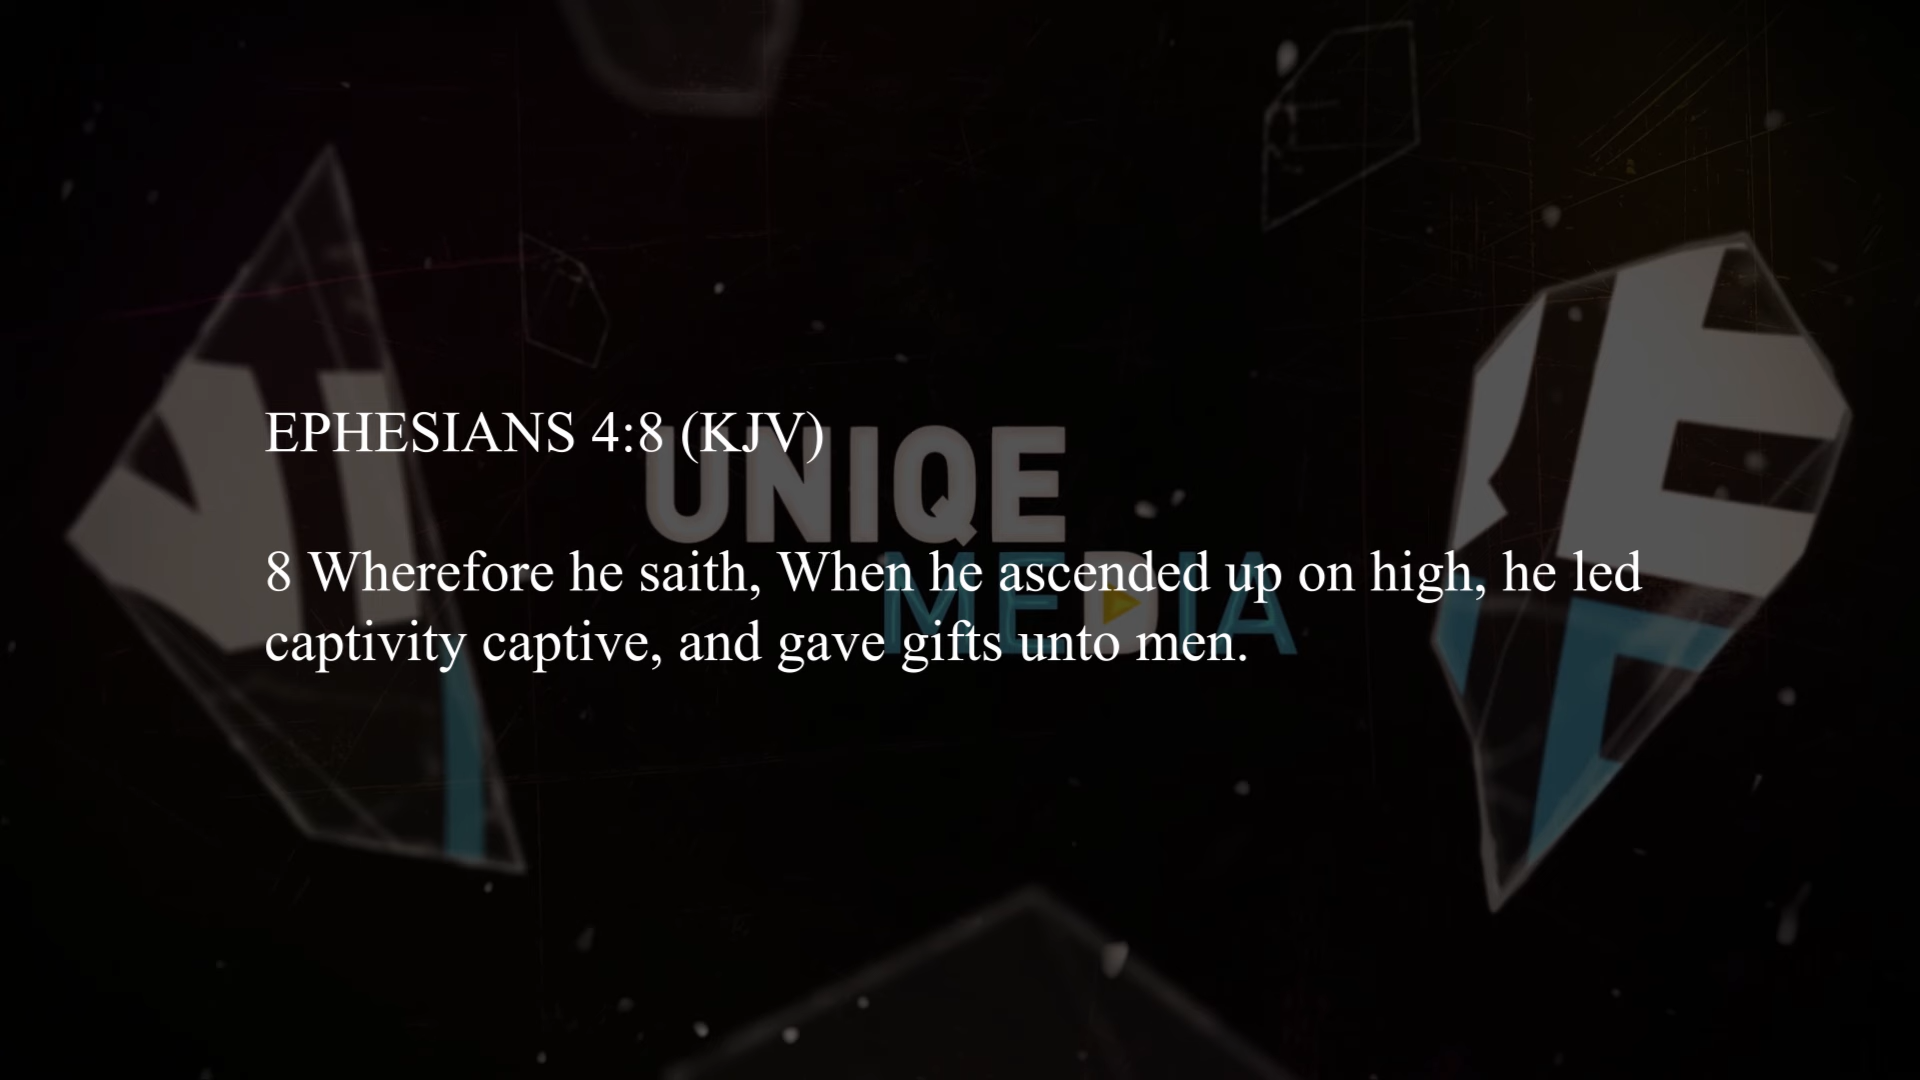 EPHESIANS 4:8 (KJV)
UNIQE
MEDIA
8 Wherefore he saith, When he ascended up on high, he led
captivity captive, and gave gifts unto men.